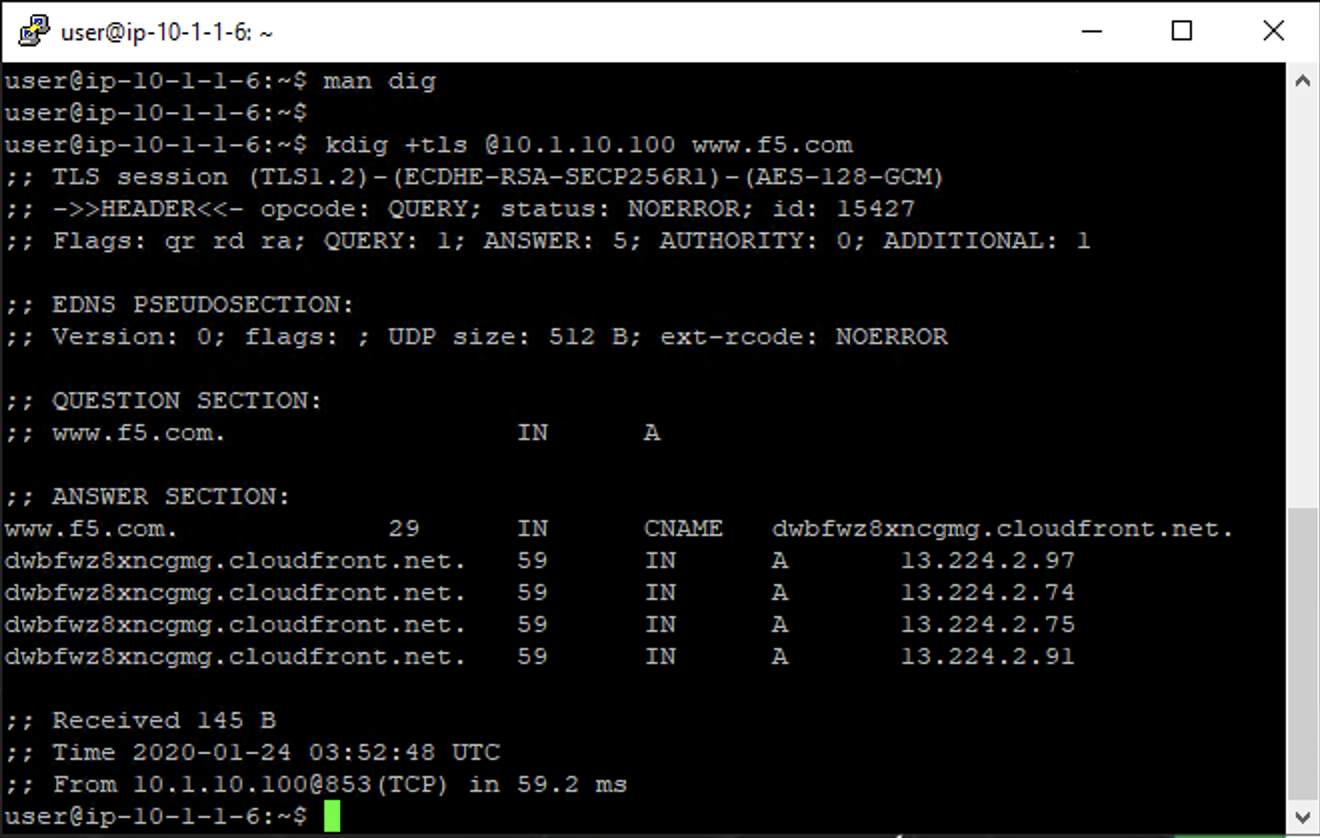 user@ip-10-1-1-6: ~
user@ip-10-1-1-6:~$ man dig
user@ip-10-1-1-6:~$
user@ip-10-1-1-6:~$ kdig +tls @10.1.10.100 www.f5.com
;; TLS session (TLS1.2)-(ECDHE-RSA-SECP256R1)-(AES-128-GCM)
;; ->>HEADER<<- opcode: QUERY; status: NOERROR; id: 15427
;; Flags: qr rd ra; QUERY: 1; ANSWER: 5; AUTHORITY: 0; ADDITIONAL: 1
;; EDNS PSEUDOSECTION:
;; Version: 0; flags: ; UDP size: 512 B; ext-rcode: NOERROR
;; QUESTION SECTION:
;; www.f5.com. IN A
;; ANSWER SECTION:
www.f5.com. 29 IN CNAME dwbfwz8xncgmg.cloudfront.net.
dwbfwz8xncgmg.cloudfront.net. 59 IN A 13.224.2.97
dwbfwz8xncgmg.cloudfront.net. 59 IN A 13.224.2.74
dwbfwz8xncgmg.cloudfront.net. 59 IN A 13.224.2.75
dwbfwz8xncgmg.cloudfront.net. 59 IN A 13.224.2.91
;; Received 145 B
;; Time 2020-01-24 03:52:48 UTC
;; From 10.1.10.100@853(TCP) in 59.2 ms
user@ip-10-1-1-6:~$